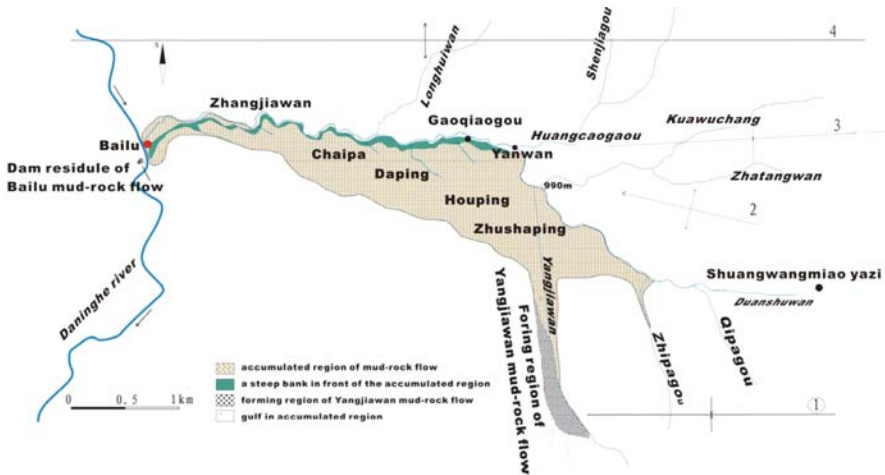 4
s
Longhuiwan
Shenjiagou
Zhangjiawan
Kuawuchang
Gaoqiaogou
Huangcaogaou
3
Bailu
Yanwan
Chaipa
Dam residule of
Bailu mud-rock flow
Daping
990m
Zhatangwan
Houping
2
Zhushaping
Yangjiawan
Shuangwangmiao yazi
Daninghe river
Duanshuwan
Foring region of
Yangjiawan mud-rock flow
Zhipagou
Qipagou
accumulated region of mud-rock flow
a steep bank in front of the accumulated region
forming region of Yangjiawan mud-rock flow
gulf in accumulated region
0 0.5 1km
1